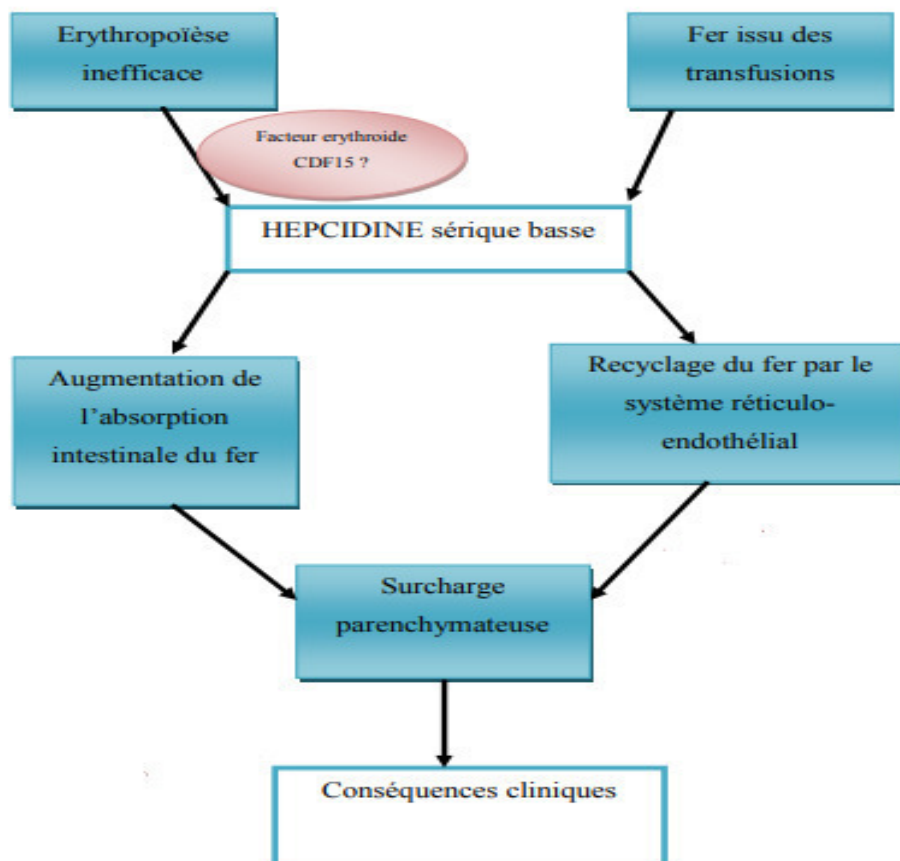 Erythropoïèse
inefficace
Fer issu des
transfusions
Facteur erythroide
CDF15 ?
HEPCIDINE sérique basse
Augmentation de
l'absorption
intestinale du fer
Recyclage du fer par le
système réticulo-
endothélial
Surcharge
parenchymateuse
Conséquences cliniques